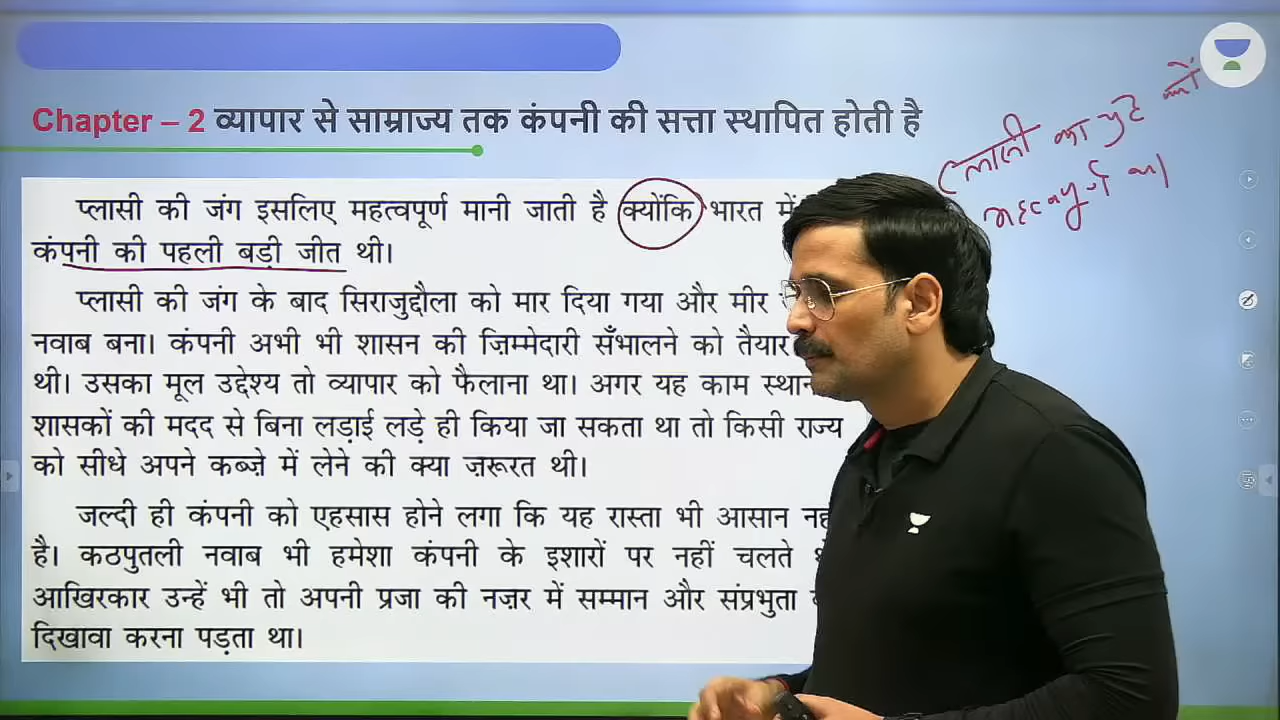 Chapter – 2 व्यापार से साम्राज्य तक कंपनी की सत्ता स्थापित होती है
प्लासी की जंग इसलिए महत्वपूर्ण मानी जाती है क्योंकि भारत में
कंपनी की पहली बड़ी जीत थी।
प्लासी की जंग के बाद सिराजुद्दौला को मार दिया गया और मीर
नवाब बना। कंपनी अभी भी शासन की ज़िम्मेदारी सँभालने को तैयार
थी। उसका मूल उद्देश्य तो व्यापार को फैलाना था। अगर यह काम
शासकों की मदद से बिना लड़ाई लड़े ही किया जा सकता था तो किसी राज्य
को सीधे अपने कब्ज़े में लेने की क्या ज़रूरत थी।
जल्दी ही कंपनी को एहसास होने लगा कि यह रास्ता भी आसान
है। कठपुतली नवाब भी हमेशा कंपनी के इशारों पर नहीं चलते
आखिरकार उन्हें भी तो अपनी प्रजा की नज़र में सम्मान और संप्रभुता
दिखावा करना पड़ता था।